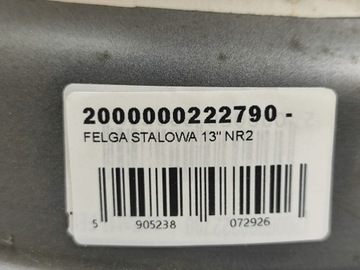 2000000222790 -
FELGA STALOWA 13" NR2
5 905238 072926